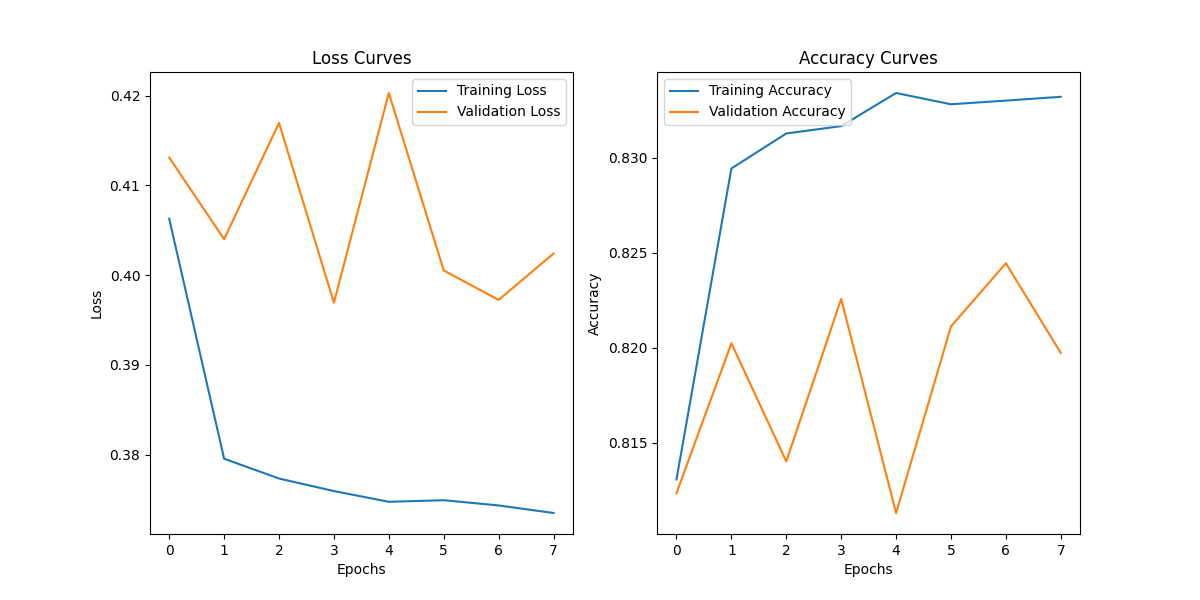 Loss Curves
Training Loss
Validation Loss
0.42
0.41
0.40
0.39
0.38
Loss
0 1 2 3 4 5 6 7
Epochs
Accuracy Curves
Training Accuracy
Validation Accuracy
0.830
0.825
0.820
0.815
Accuracy
0 1 2 3 4 5 6 7
Epochs